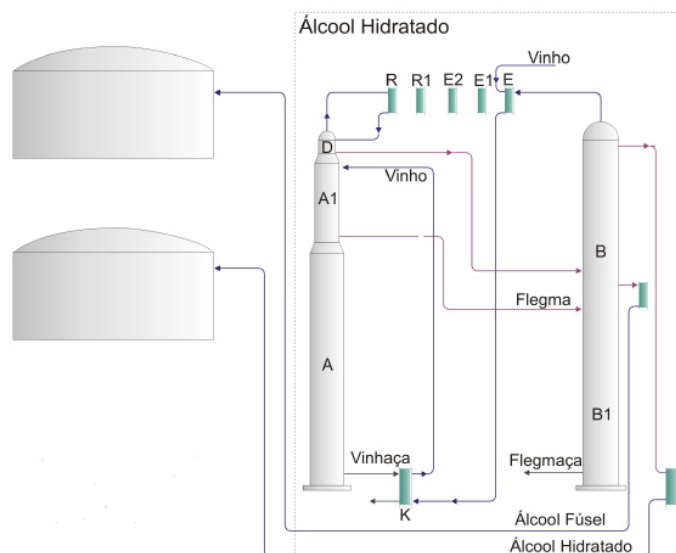 Álcool Hidratado
Vinho
R R1 E2 E1 E
D
Vinho
A1
B
Flegma
A
B1
Vinhaça
Flegmaça
K
Álcool Fúsel
Álcool Hidratado